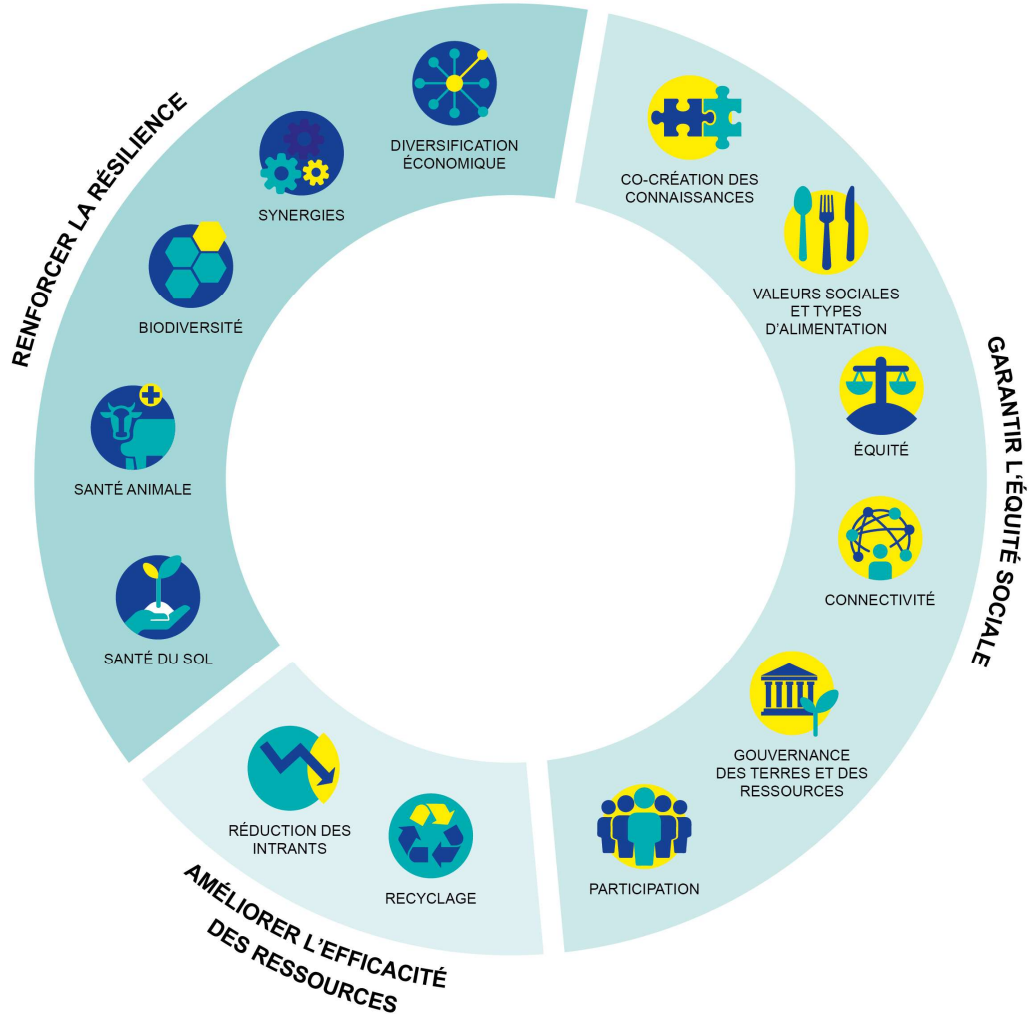 RENFORCER LA RÉSILIENCE
DIVERSIFICATION
ÉCONOMIQUE
SYNERGIES
BIODIVERSITÉ
SANTÉ ANIMALE
SANTÉ DU SOL
GARANTIR L'ÉQUITÉ SOCIALE
CO-CRÉATION DES
CONNAISSANCES
VALEURS SOCIALES
ET TYPES
D'ALIMENTATION
ÉQUITÉ
CONNECTIVITÉ
GOUVERNANCE
DES TERRES ET DES
RESSOURCES
PARTICIPATION
RÉDUCTION DES
INTRANTS
RECYCLAGE
AMÉLIORER L'EFFICACITÉ
DES RESSOURCES